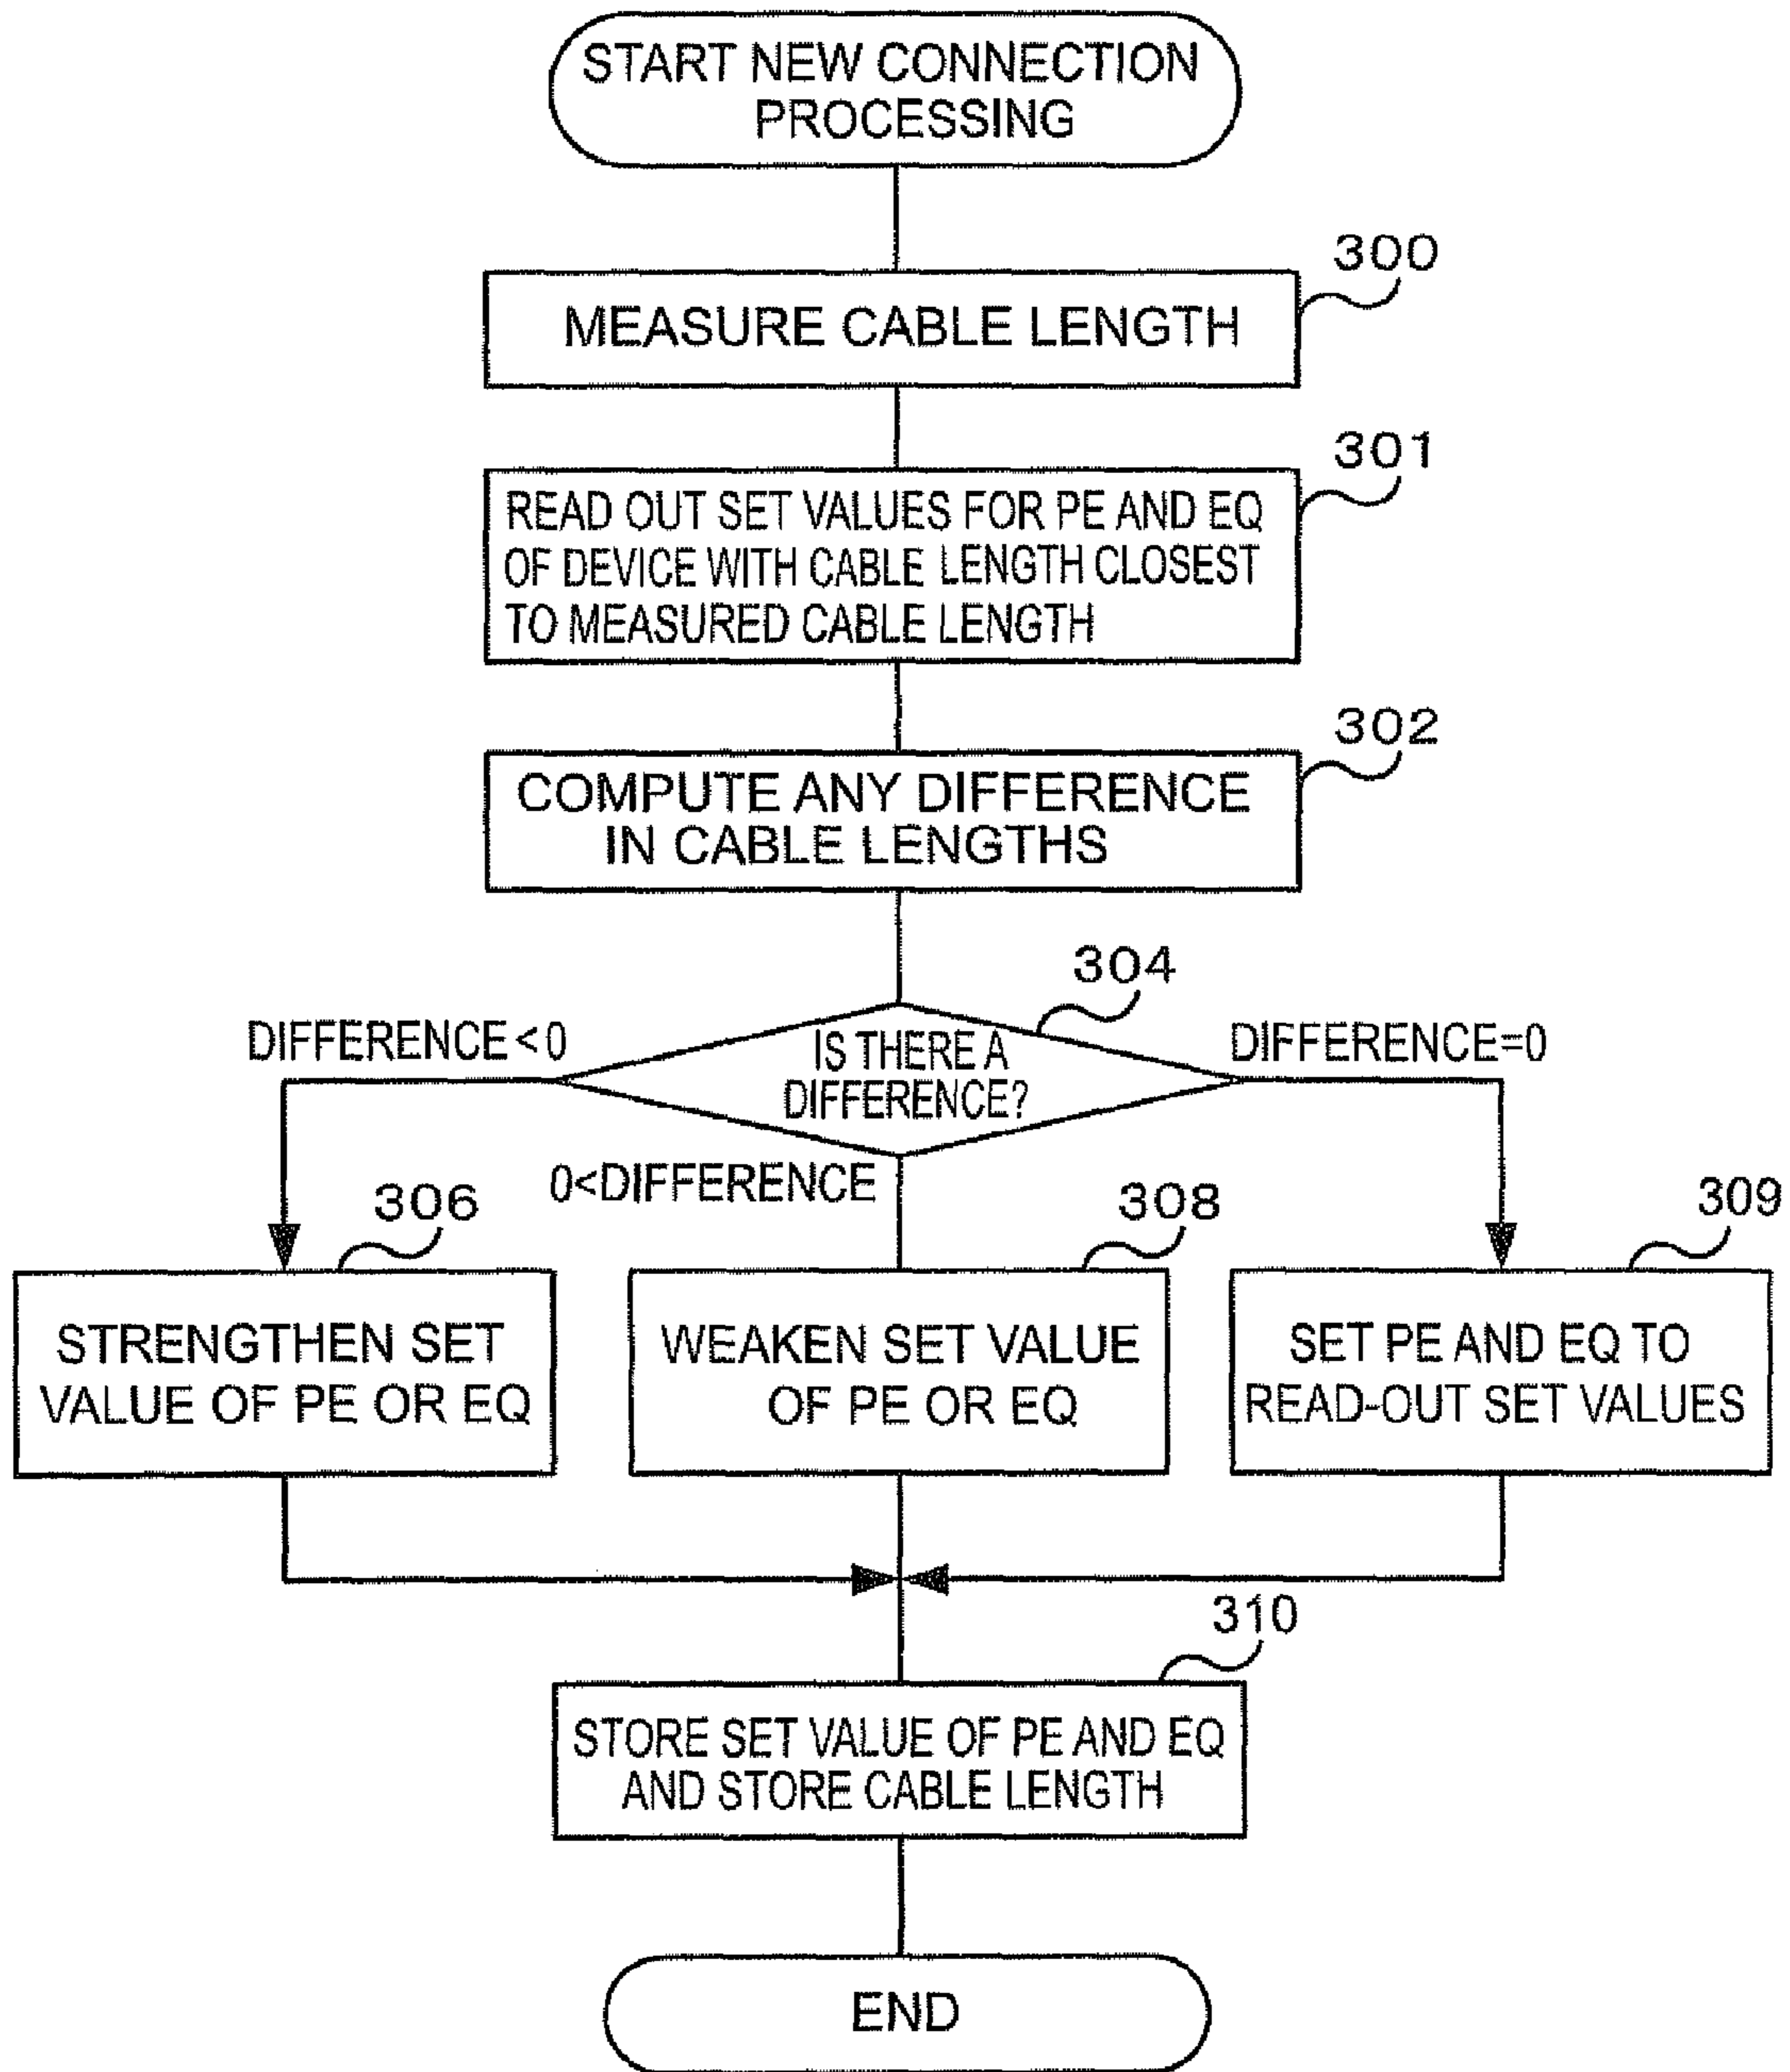 START NEW CONNECTION
PROCESSING
300
MEASURE CABLE LENGTH
301
READ OUT SET VALUES FOR PE AND EQ
OF DEVICE WITH CABLE LENGTH CLOSEST
TO MEASURED CABLE LENGTH
302
COMPUTE ANY DIFFERENCE
IN CABLE LENGTHS
304
DIFFERENCE<0
IS THERE A
DIFFERENCE?
DIFFERENCE=0
0<DIFFERENCE
306
STRENGTHEN SET
VALUE OF PE OR EQ
308
WEAKEN SET VALUE
OF PE OR EQ
309
SET PE AND EQ TO
READ-OUT SET VALUES
310
STORE SET VALUE OF PE AND EQ
AND STORE CABLE LENGTH
END